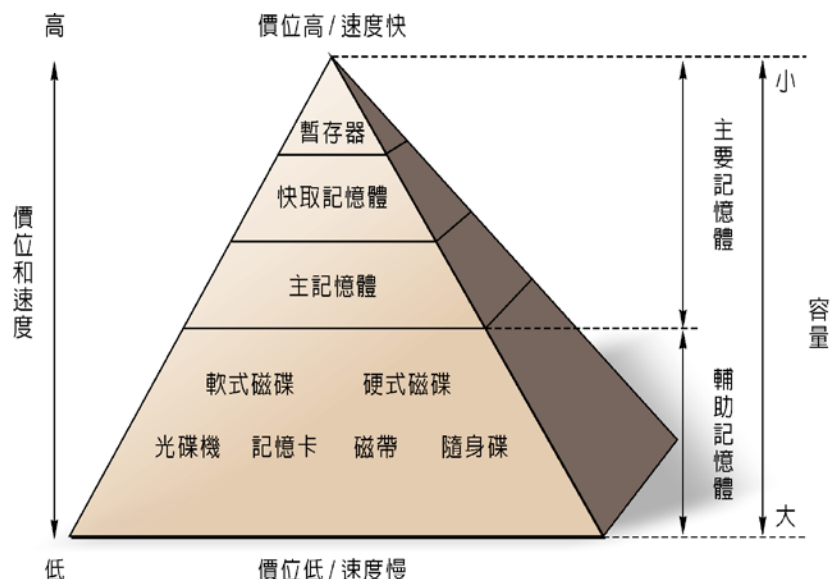 高
價位高 / 速度快
小
暫存器
快取記憶體
主記憶體
軟式磁碟 硬式磁碟
光碟機 記憶卡 磁帶 隨身碟
價位和速度
主要記憶體
輔助記憶體
容量
大
低
價位低 / 速度慢